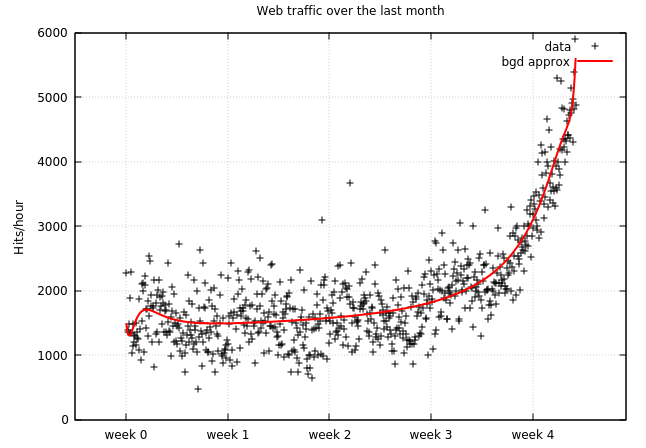 Web traffic over the last month
6000
data
bgd approx
5000
4000
3000
Hits/hour
2000
1000
0
week 0 week 1 week 2 week 3 week 4